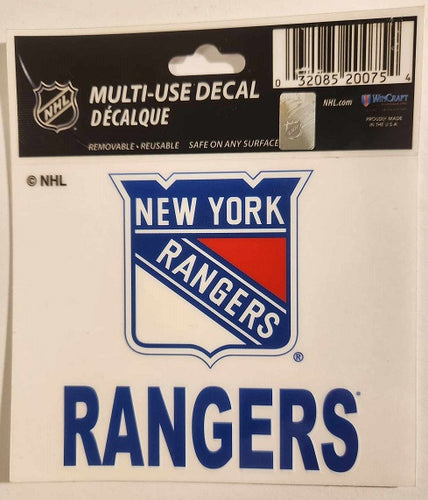 MULTI-USE DECAL
DÉCALQUE
REMOVABLE • REUSABLE SAFE ON ANY SURFACE
NHL
0 32085 20075 4
NHL.com
WINCRAFT
PROUDLY MADE
IN THE U.S.A.
© NHL
NEW YORK
RANGERS
®
RANGERS